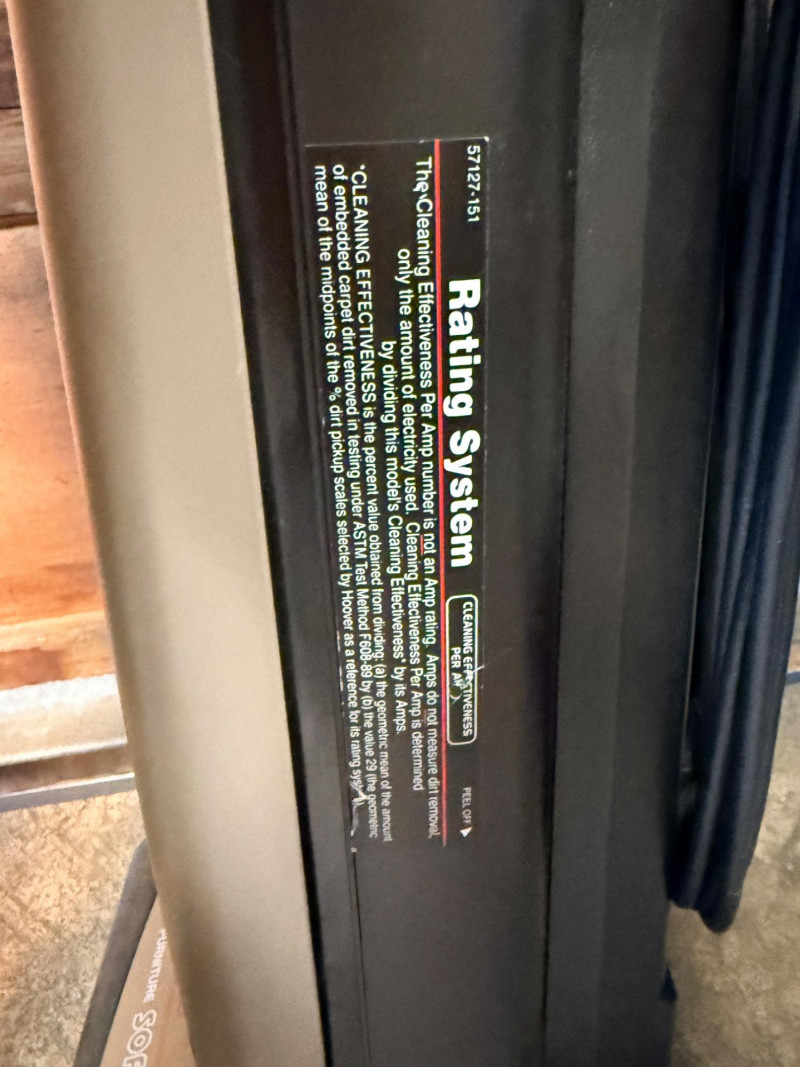 57127-151
Rating System
CLEANING EFFECTIVENESS
PER AMP
PEEL OFF
The Cleaning Effectiveness Per Amp number is not an Amp rating. Amps do not measure dirt removal,
only the amount of electricity used. Cleaning Effectiveness Per Amp is determined
by dividing this model's Cleaning Effectiveness* by its Amps.
*CLEANING EFFECTIVENESS is the percent value obtained from dividing: (a) the geometric mean of the amount
of embedded carpet dirt removed in testing under ASTM Test Method F608-89 by (b) the value 29 (the geometric
mean of the midpoints of the % dirt pickup scales selected by Hoover as a reference for its rating
FURNITURE